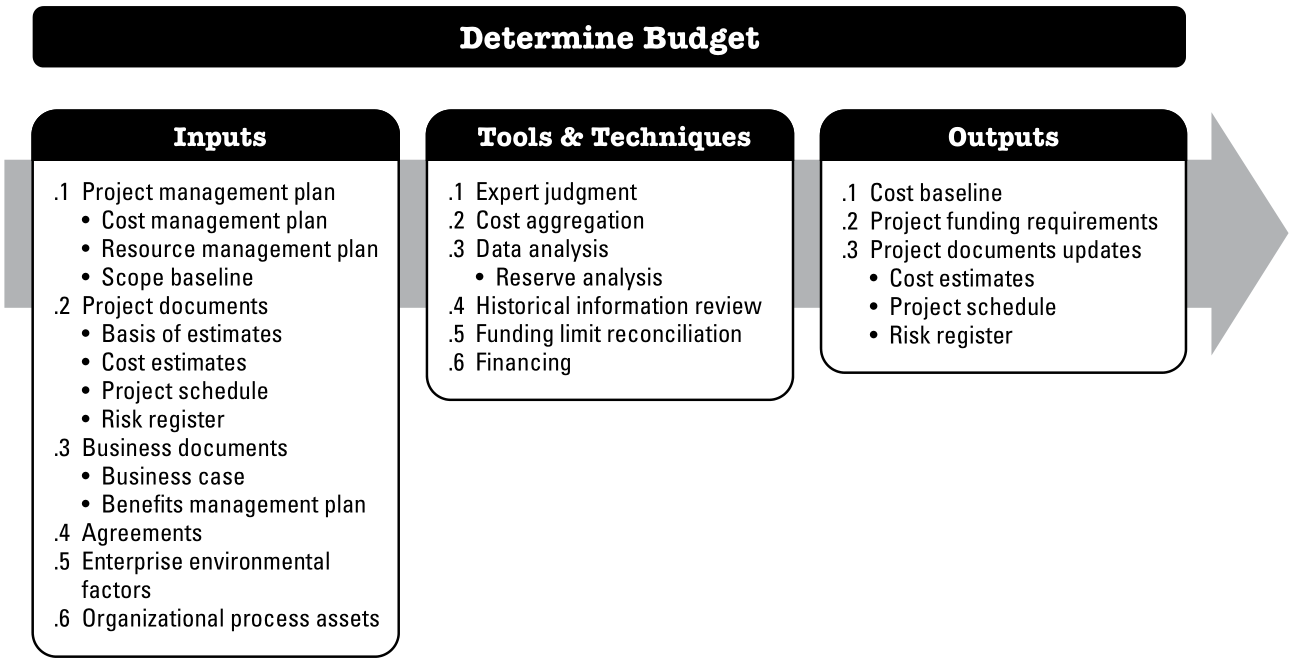 Determine Budget
Inputs
.1 Project management plan
• Cost management plan
• Resource management plan
• Scope baseline
.2 Project documents
• Basis of estimates
• Cost estimates
• Project schedule
• Risk register
.3 Business documents
• Business case
• Benefits management plan
.4 Agreements
.5 Enterprise environmental
factors
.6 Organizational process assets
Tools & Techniques
.1 Expert judgment
.2 Cost aggregation
.3 Data analysis
• Reserve analysis
.4 Historical information review
.5 Funding limit reconciliation
.6 Financing
Outputs
.1 Cost baseline
.2 Project funding requirements
.3 Project documents updates
• Cost estimates
• Project schedule
• Risk register